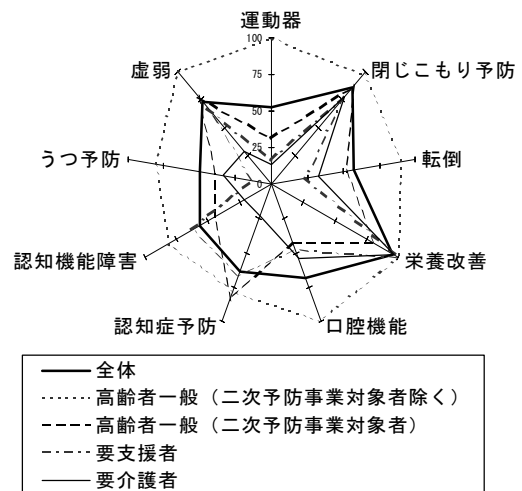 運動器
100
75
50
25
0
閉じこもり予防
転倒
栄養改善
口腔機能
認知症予防
認知機能障害
うつ予防
虚弱
全体
高齢者一般（二次予防事業対象者除く）
高齢者一般（二次予防事業対象者）
要支援者
要介護者